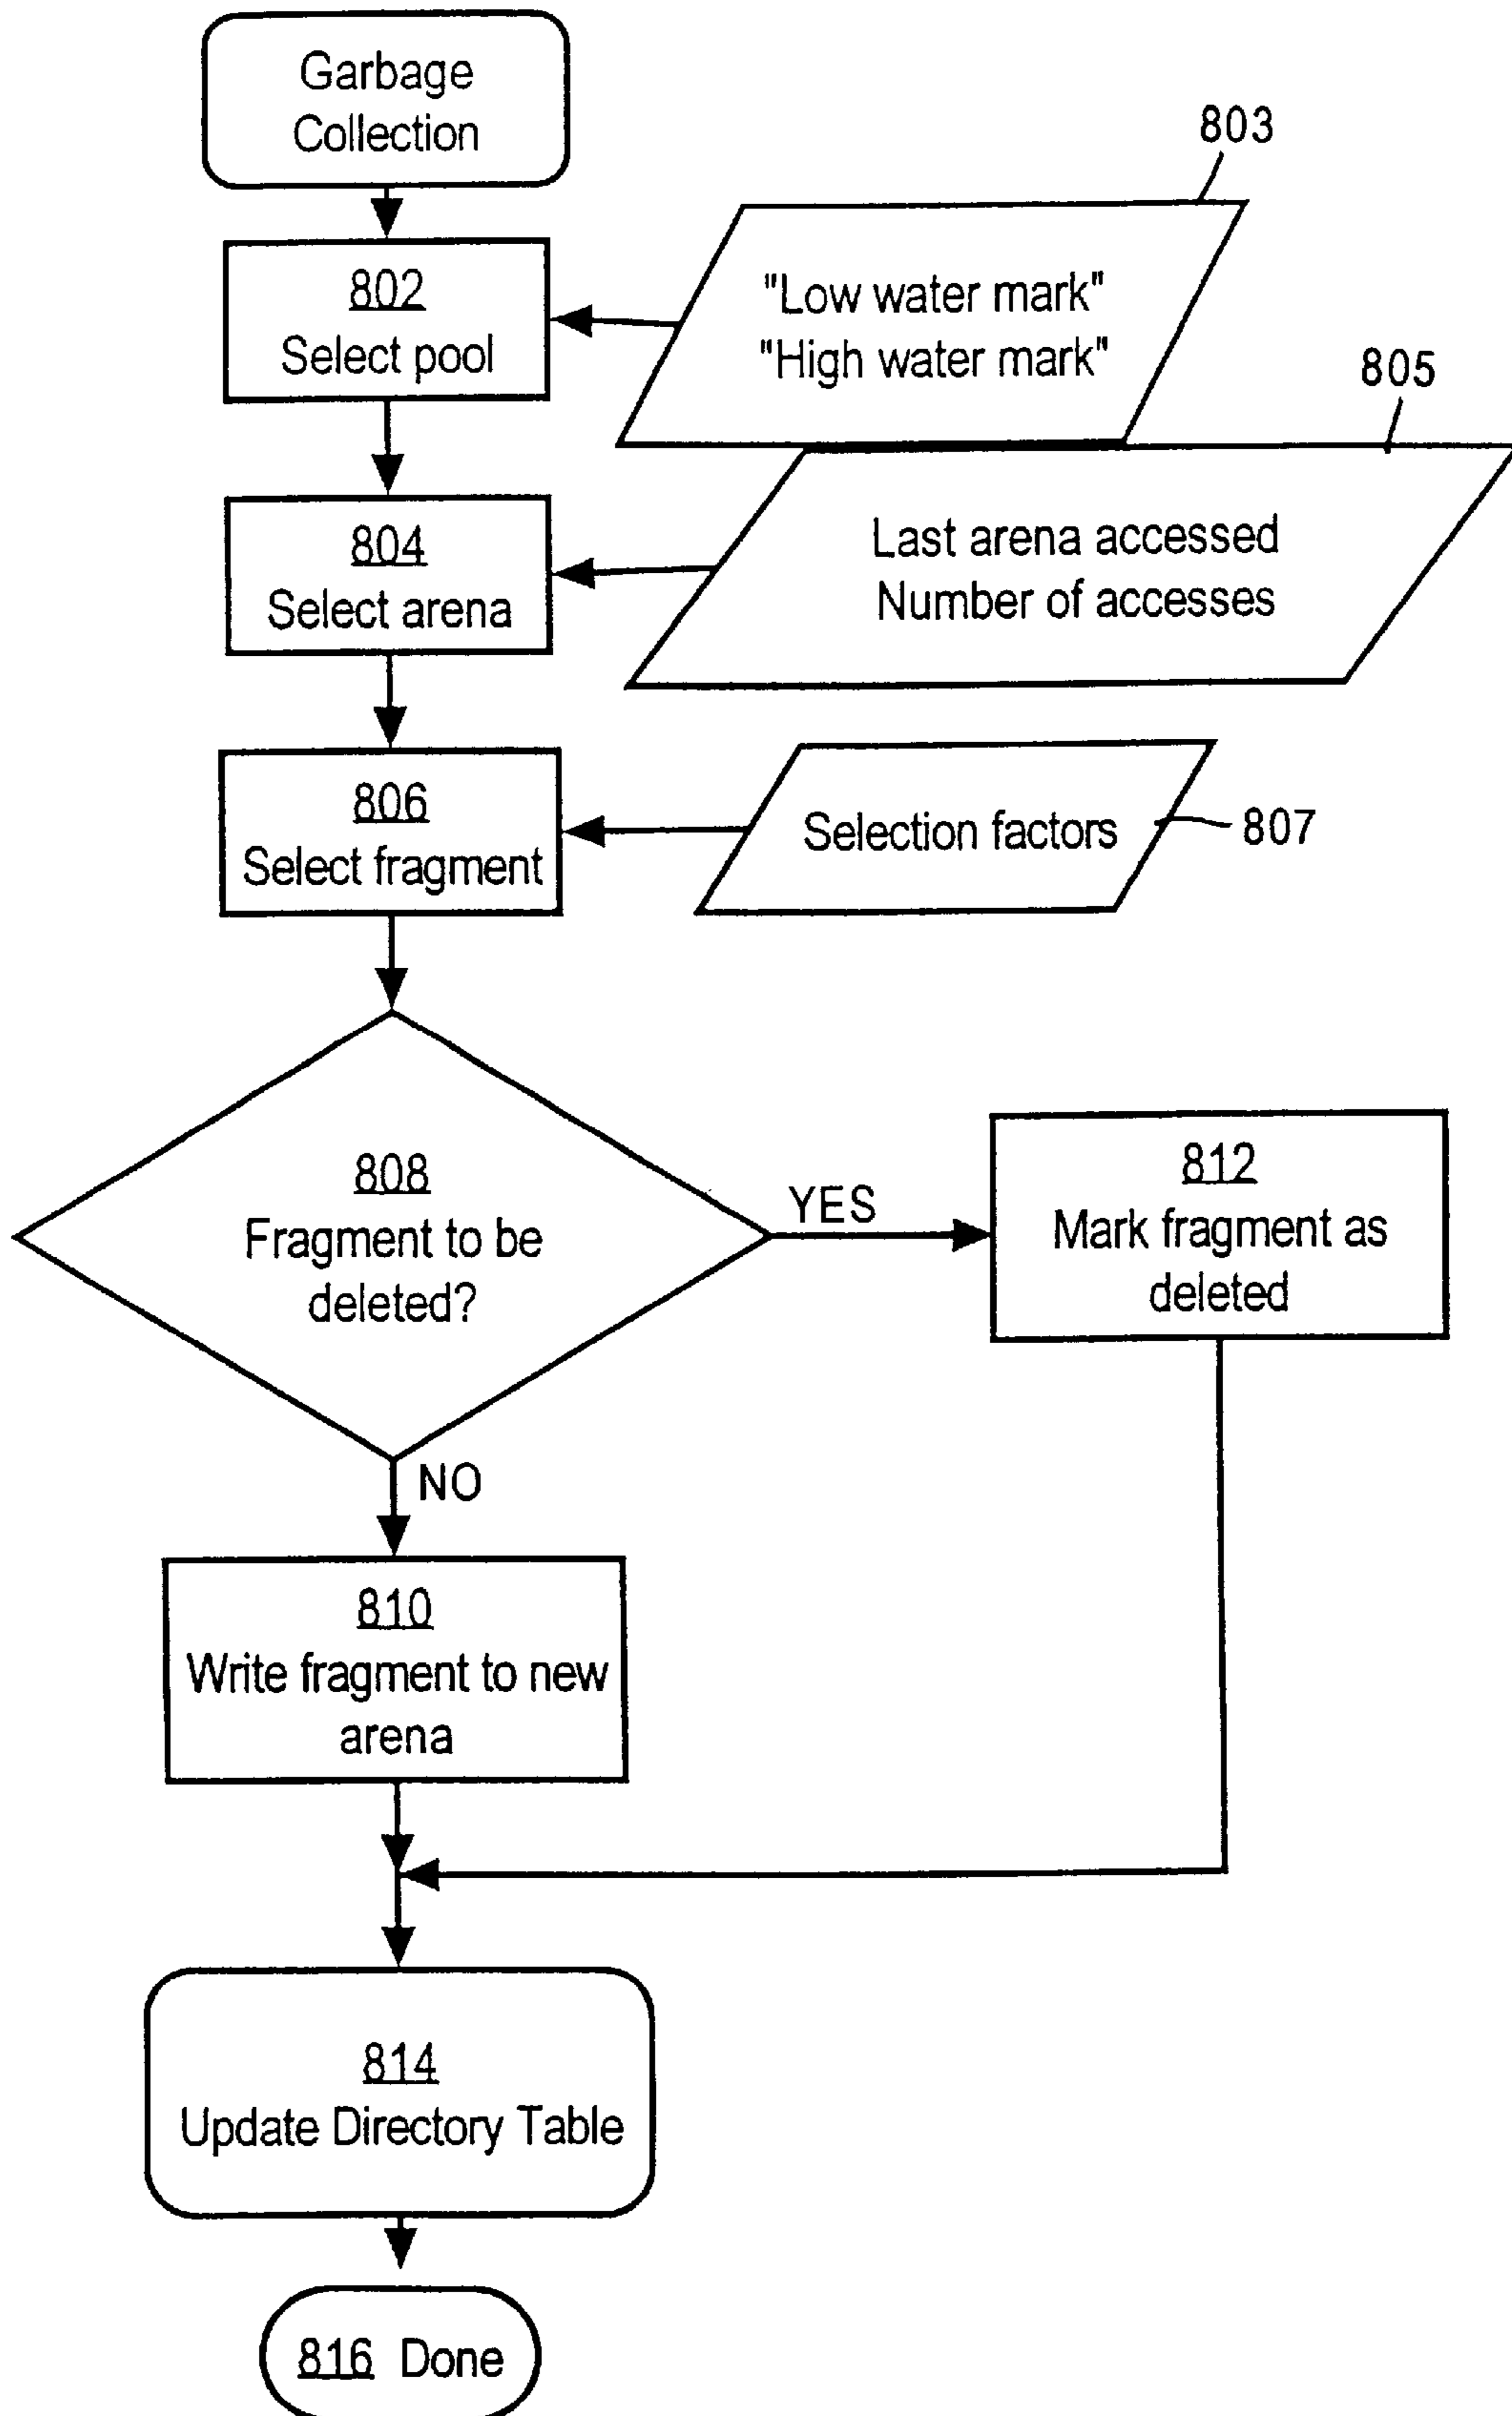 Garbage
Collection
803
802
Select pool
"Low water mark"
"High water mark"
805
804
Select arena
Last arena accessed
Number of accesses
806
Select fragment
Selection factors
807
808
Fragment to be
deleted?
YES
812
Mark fragment as
deleted
NO
810
Write fragment to new
arena
814
Update Directory Table
816 Done